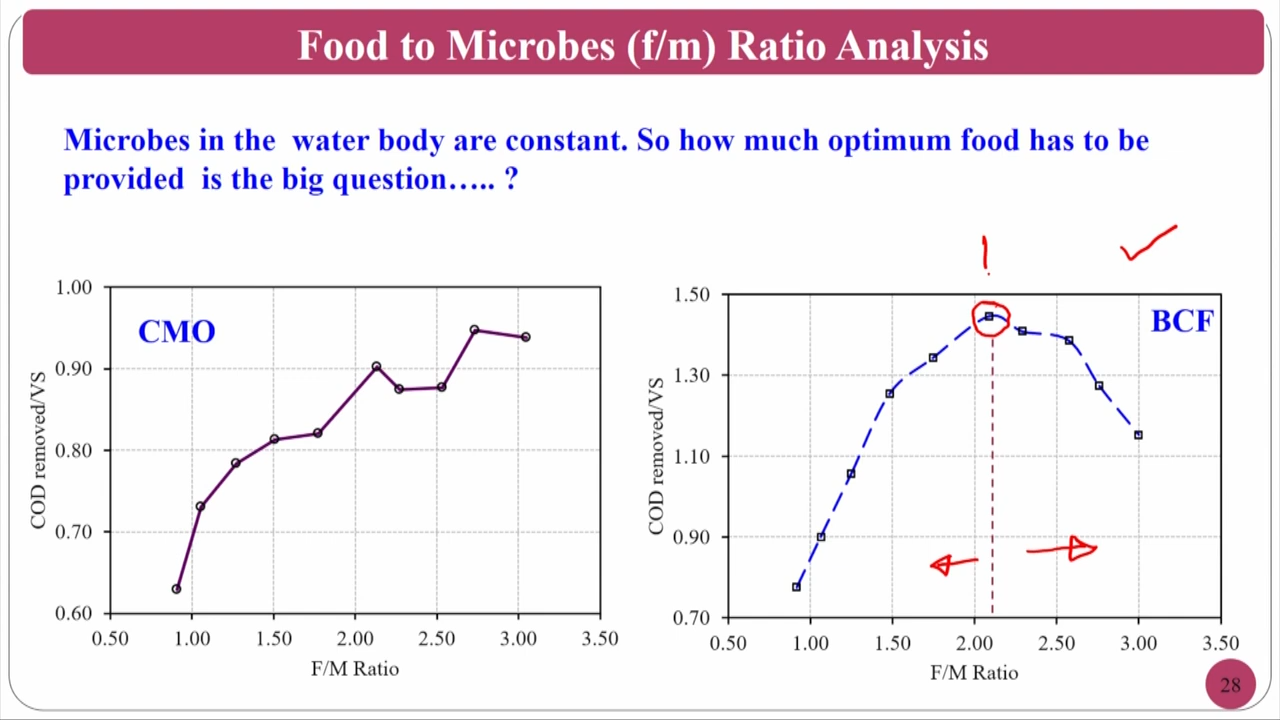 Food to Microbes (f/m) Ratio Analysis
Microbes in the water body are constant. So how much optimum food has to be
provided is the big question….. ?
CMO
COD removed/VS
1.00
0.90
0.80
0.70
0.60
0.50 1.00 1.50 2.00 2.50 3.00 3.50
F/M Ratio
BCF
COD removed/VS
1.50
1.30
1.10
0.90
0.70
0.50 1.00 1.50 2.00 2.50 3.00 3.50
F/M Ratio
28